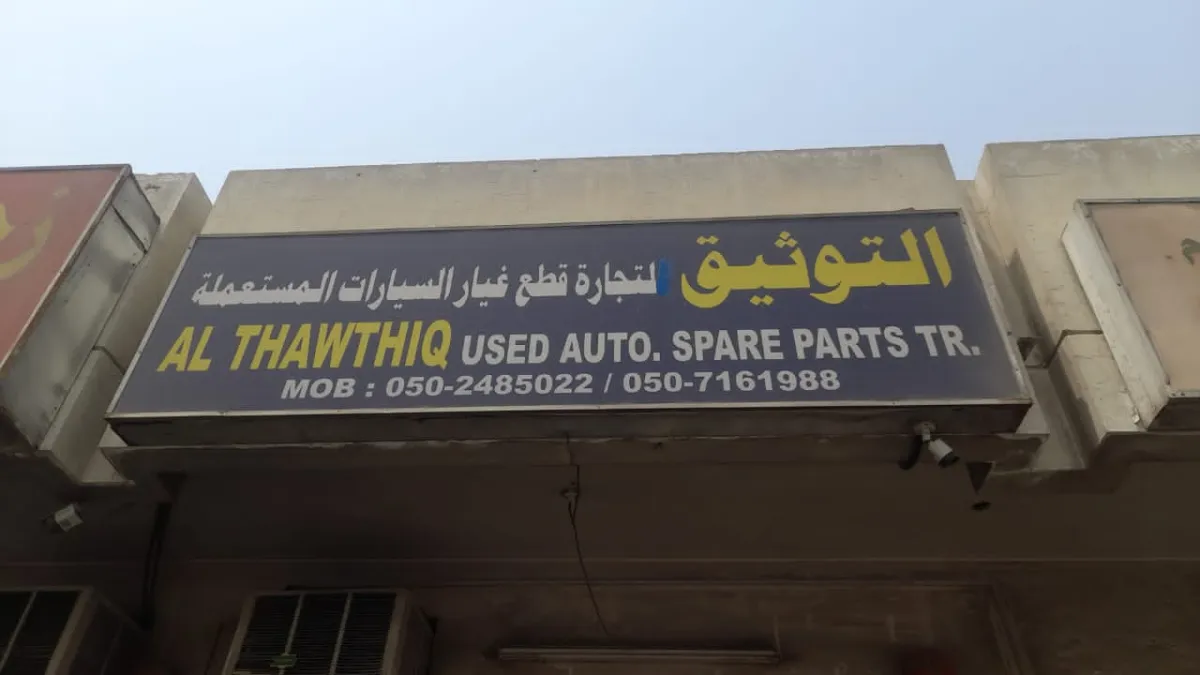 التوثيق لتجارة قطع غيار السيارات المستعملة
AL THAWTHIQ USED AUTO. SPARE PARTS TR.
MOB : 050-2485022 / 050-7161988